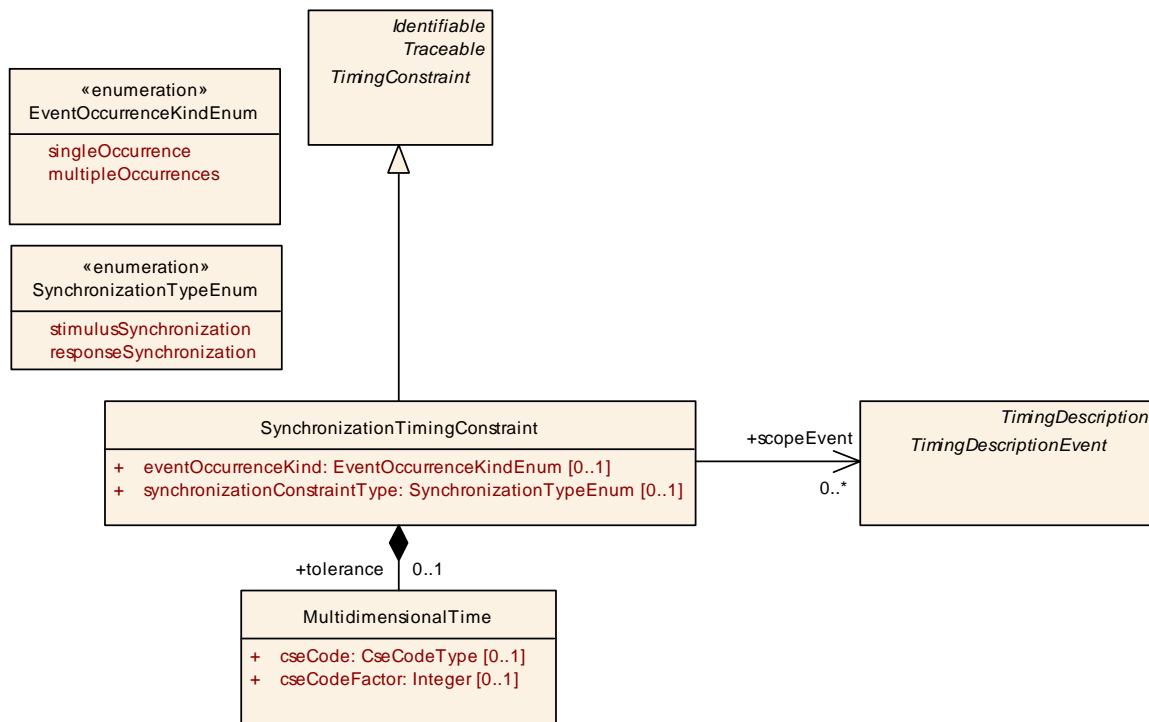 Identifiable
Traceable
TimingConstraint
«enumeration»
EventOccurrenceKindEnum
singleOccurrence
multipleOccurrences
«enumeration»
SynchronizationTypeEnum
stimulusSynchronization
responseSynchronization
SynchronizationTimingConstraint
+ eventOccurrenceKind: EventOccurrenceKindEnum [0..1]
+ synchronizationConstraintType: SynchronizationTypeEnum [0..1]
+scopeEvent
0..*
TimingDescription
TimingDescriptionEvent
+tolerance
0..1
MultidimensionalTime
+ cseCode: CseCodeType [0..1]
+ cseCodeFactor: Integer [0..1]